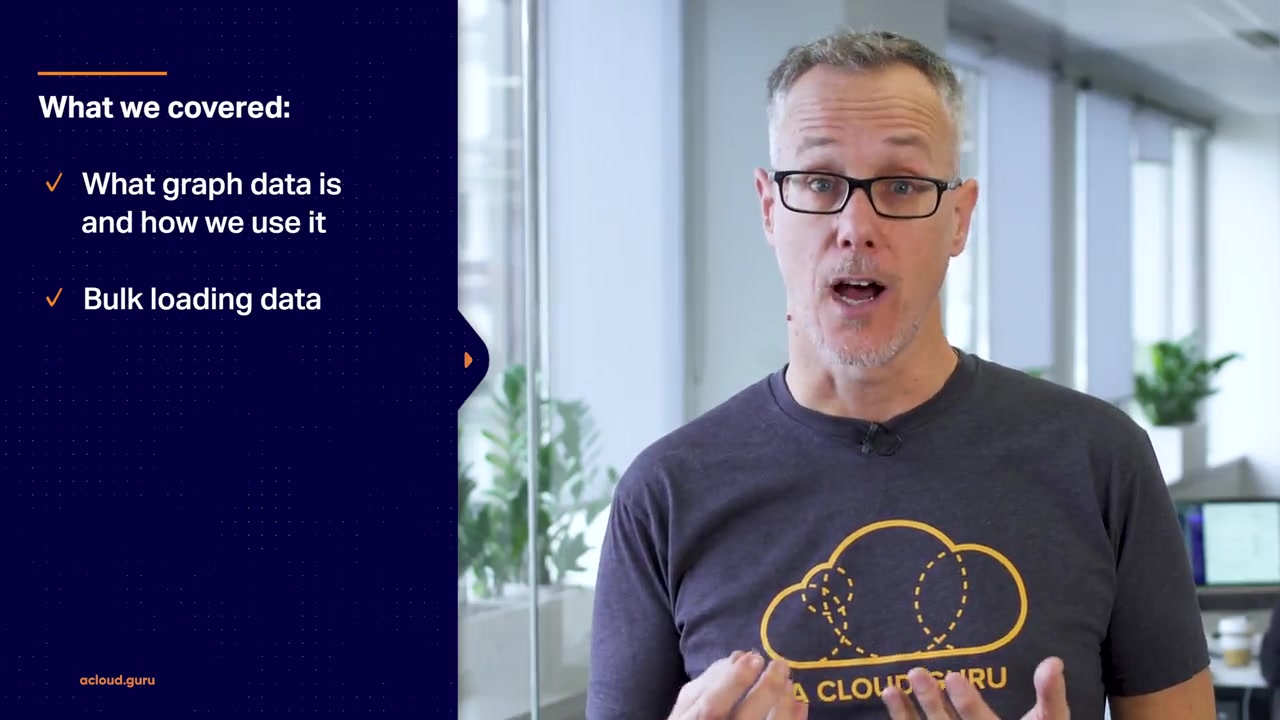 What we covered:
✓ What graph data is
and how we use it
✓ Bulk loading data
acloud.guru
A CLOUD GURU